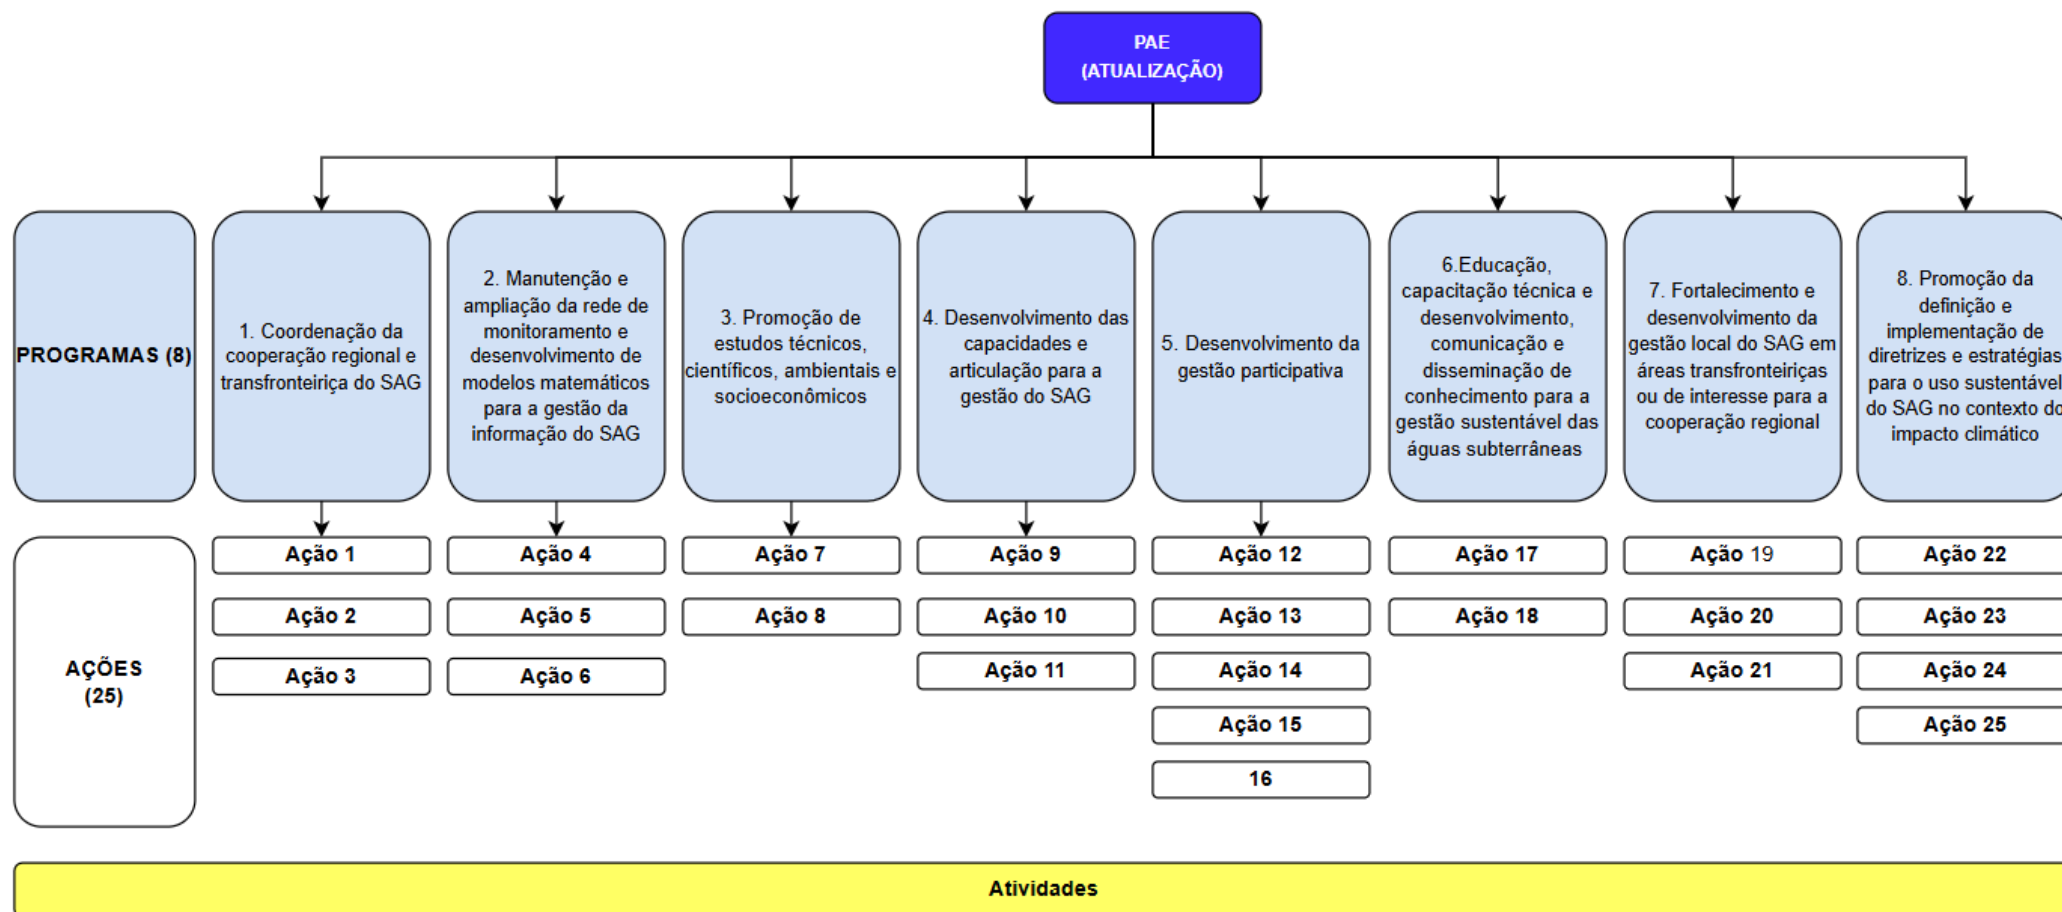 PAE
(ATUALIZAÇÃO)
PROGRAMAS (8)
1. Coordenação da
cooperação regional e
transfronteiriça do SAG
2. Manutenção e
ampliação da rede de
monitoramento e
desenvolvimento de
modelos matemáticos
para a gestão da
informação do SAG
3. Promoção de
estudos técnicos,
científicos, ambientais e
socioeconômicos
4. Desenvolvimento das
capacidades e
articulação para a
gestão do SAG
5. Desenvolvimento da
gestão participativa
6.Educação,
capacitação técnica e
desenvolvimento,
comunicação e
disseminação de
conhecimento para a
gestão sustentável das
águas subterrâneas
7. Fortalecimento e
desenvolvimento da
gestão local do SAG em
áreas transfronteiriças
ou de interesse para a
cooperação regional
8. Promoção da
definição e
implementação de
diretrizes e estratégias
para o uso sustentável
do SAG no contexto do
impacto climático
AÇÕES
(25)
Ação 1
Ação 2
Ação 3
Ação 4
Ação 5
Ação 6
Ação 7
Ação 8
Ação 9
Ação 10
Ação 11
Ação 12
Ação 13
Ação 14
Ação 15
16
Ação 17
Ação 18
Ação 19
Ação 20
Ação 21
Ação 22
Ação 23
Ação 24
Ação 25
Atividades